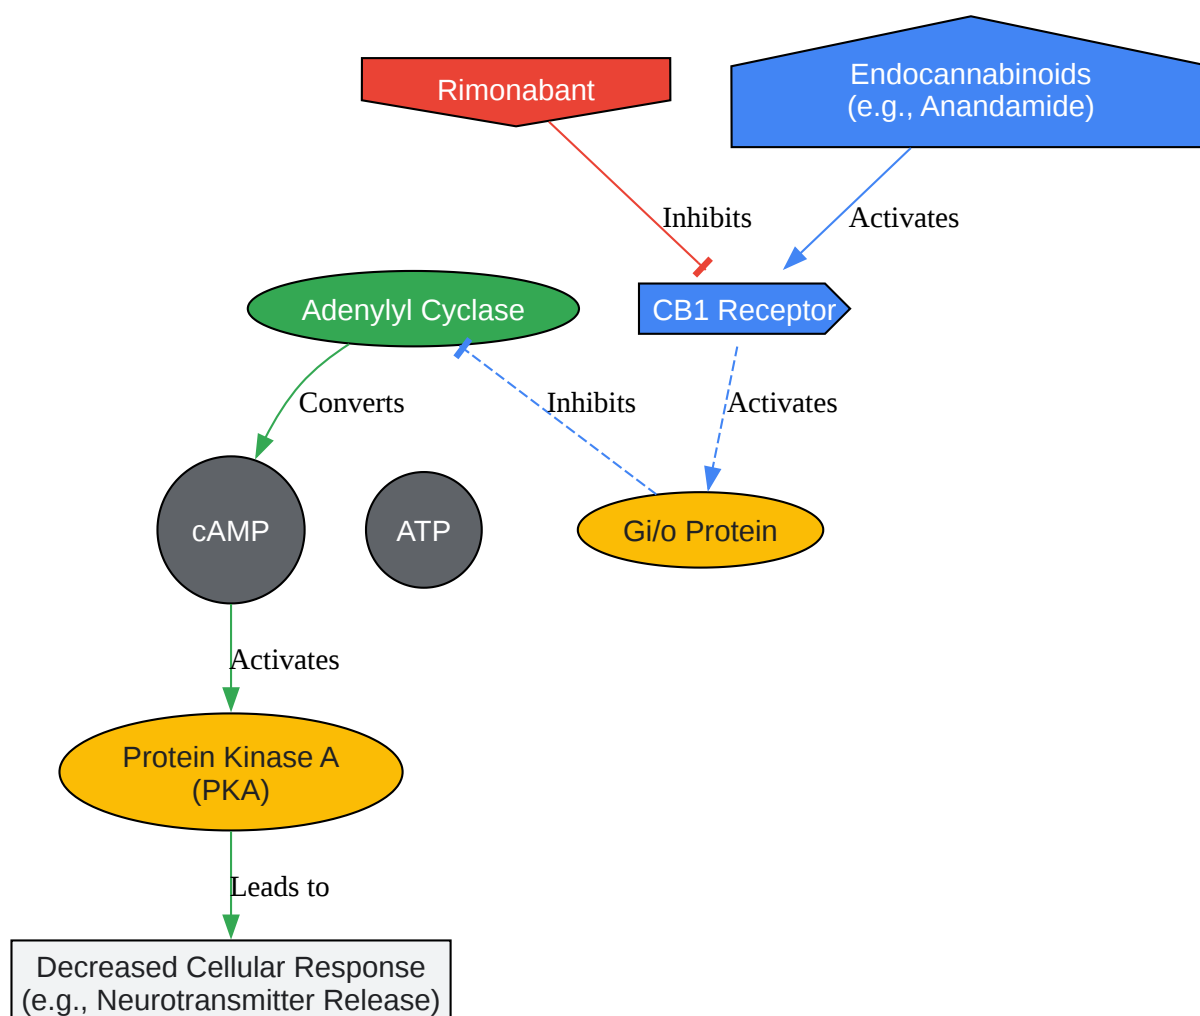 Rimonabant
Endocannabinoids
(e.g., Anandamide)
Inhibits
Activates
Adenylyl Cyclase
CB1 Receptor
Converts
Inhibits
Activates
cAMP
ATP
Gi/o Protein
Activates
Protein Kinase A
(PKA)
Leads to
Decreased Cellular Response
(e.g., Neurotransmitter Release)